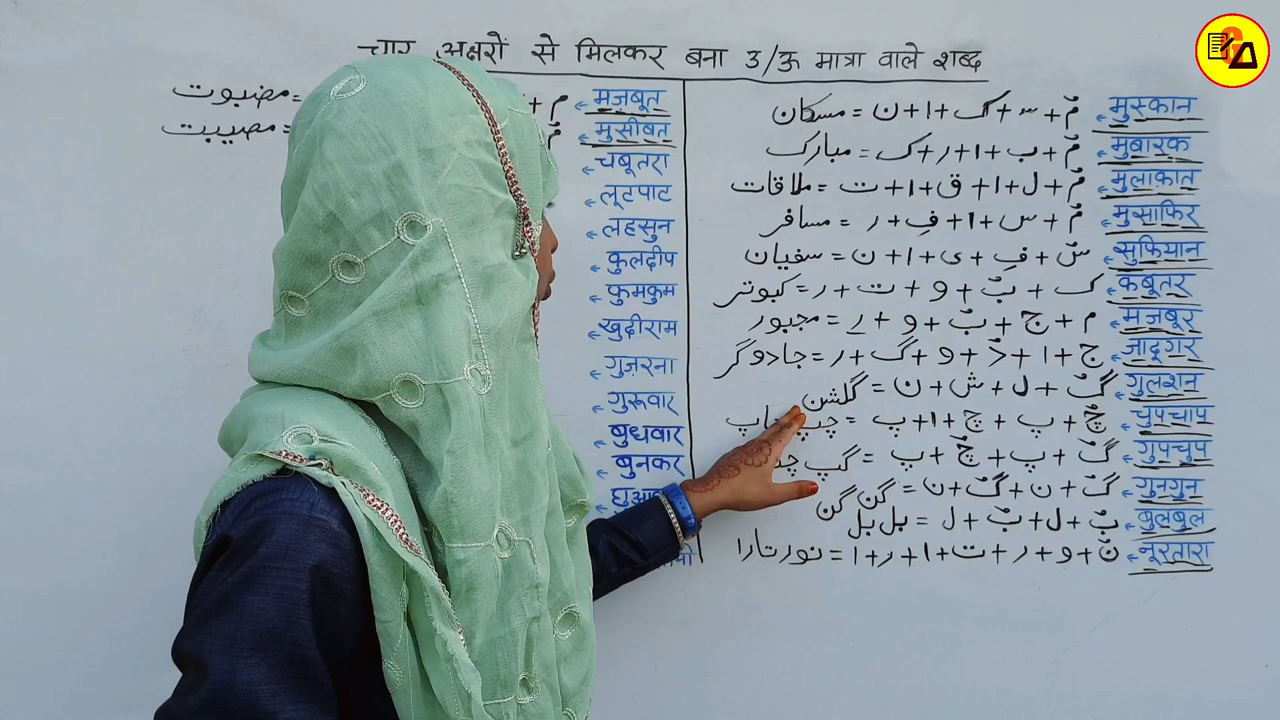 चार अक्षरों से मिलकर बना उ/ऊ मात्रा वाले शब्द
मुस्कान ← مُ + س + ک + ا + ن = مسکان
मुबारक ← مُ + ب + ا + ر + ک = مبارک
मुलाक़ात ← مُ + ل + ا + ق + ا + ت = ملاقات
मुसाफिर ← مُ + س + ا + فِ + ر = مسافر
सुफियान ← سُ + فِ + ی + ا + ن = سفیان
कबूतर ← ک + بُ + و + ت + ر = کبوتر
मजबूर ← م + ج + بُ + و + ر = مجبور
जादूगर ← ج + ا + دُ + و + گ + ر = جادوگر
गुलशन ← گُ + ل + ش + ن = گلشن
चुपचाप ← چُ + پ + چ + ا + پ =
गुपचुप ← گُ + پ + چُ + پ = گپ
गुनगुन ← گُ + ن + گُ + ن = گن گن
बुलबुल ← بُ + ل + بُ + ل = بل بل
नूरतारा ← نُ + و + ر + ت + ا + ر + ا = نورتارا
मज़बूत ← م + = مضبوت
मुसीबत ← مُ = مصیبت
चबूतरा
लूटपाट ←
लहसुन ←
कुलदीप ←
कुमकुम ←
खुदीराम ←
गुज़रना ←
गुरूवार ←
बुधवार ←
बुनकर ←